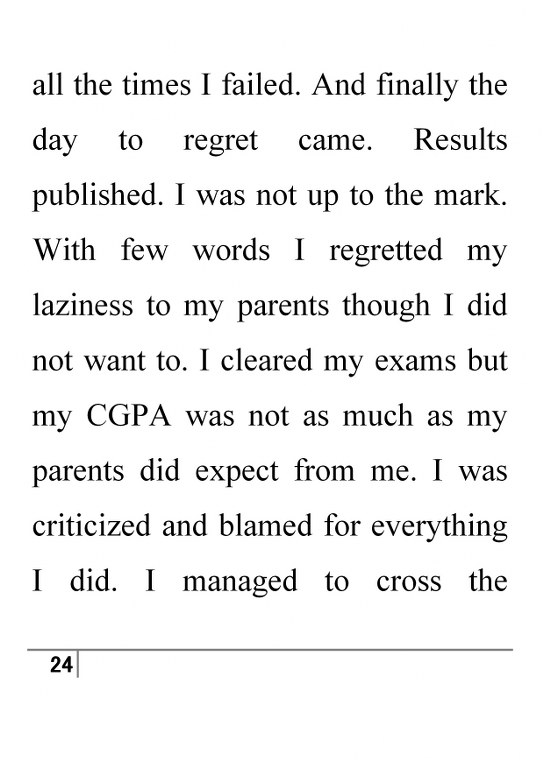 all the times I failed. And finally the
day to regret came. Results
published. I was not up to the mark.
With few words I regretted my
laziness to my parents though I did
not want to. I cleared my exams but
my CGPA was not as much as my
parents did expect from me. I was
criticized and blamed for everything
I did. I managed to cross the
24